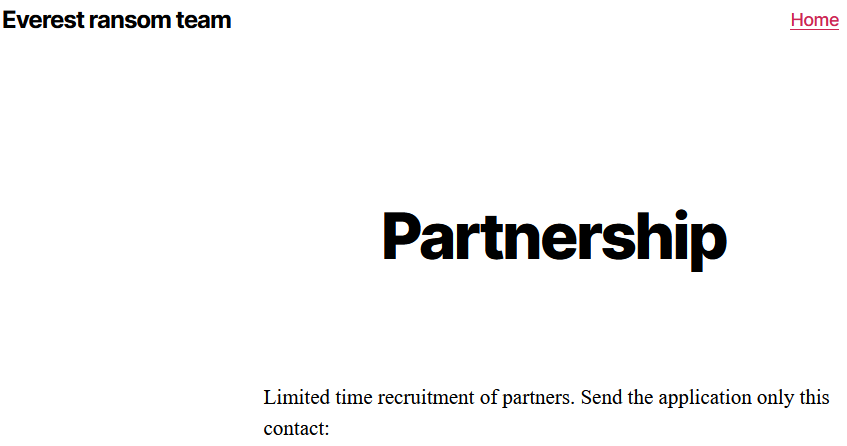 Everest ransom team
Home
Partnership
Limited time recruitment of partners. Send the application only this
contact: